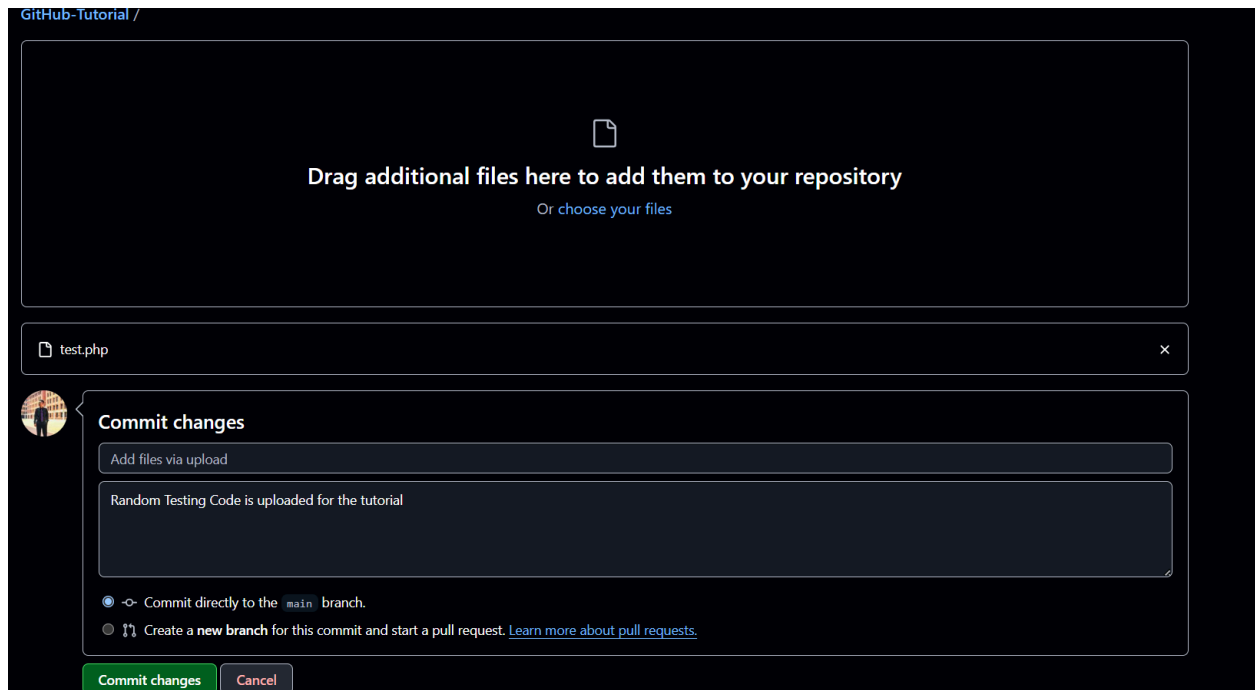 GitHub-Tutorial /
Drag additional files here to add them to your repository
Or choose your files
test.php
Commit changes
Add files via upload
Random Testing Code is uploaded for the tutorial
Commit directly to the main branch.
Create a new branch for this commit and start a pull request. Learn more about pull requests.
Commit changes Cancel